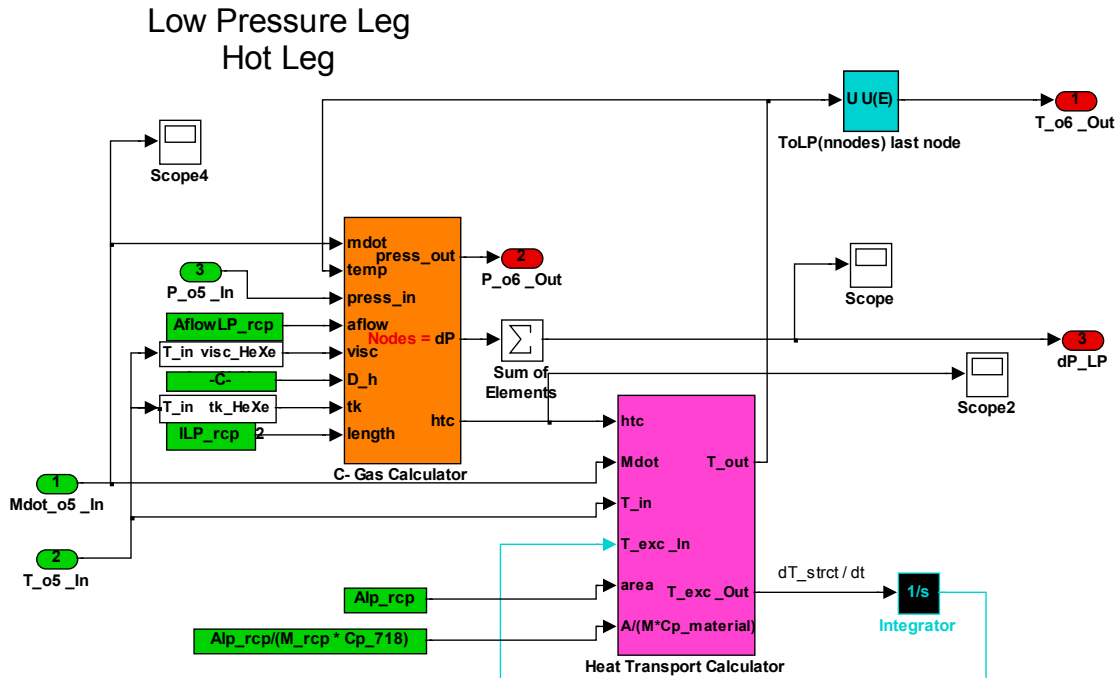 Low Pressure Leg
Hot Leg
U U(E)
ToLP(nnodes) last node
1
T_o6 _Out
Scope4
mdot
temp
press_in
aflow
visc
D_h
tk
length
press_out
Nodes = dP
htc
C- Gas Calculator
3
P_o5 _In
AflowLP_rcp
T_in visc_HeXe
-C-
T_in tk_HeXe
lLP_rcp 2
2
P_o6 _Out
Σ
Sum of
Elements
Scope
3
dP_LP
Scope2
1
Mdot_o5 _In
2
T_o5 _In
htc
Mdot
T_in
T_exc _In
area
A/(M*Cp_material)
T_out
T_exc _Out
Heat Transport Calculator
Alp_rcp
Alp_rcp/(M_rcp * Cp_718)
dT_strct / dt
1/s
Integrator